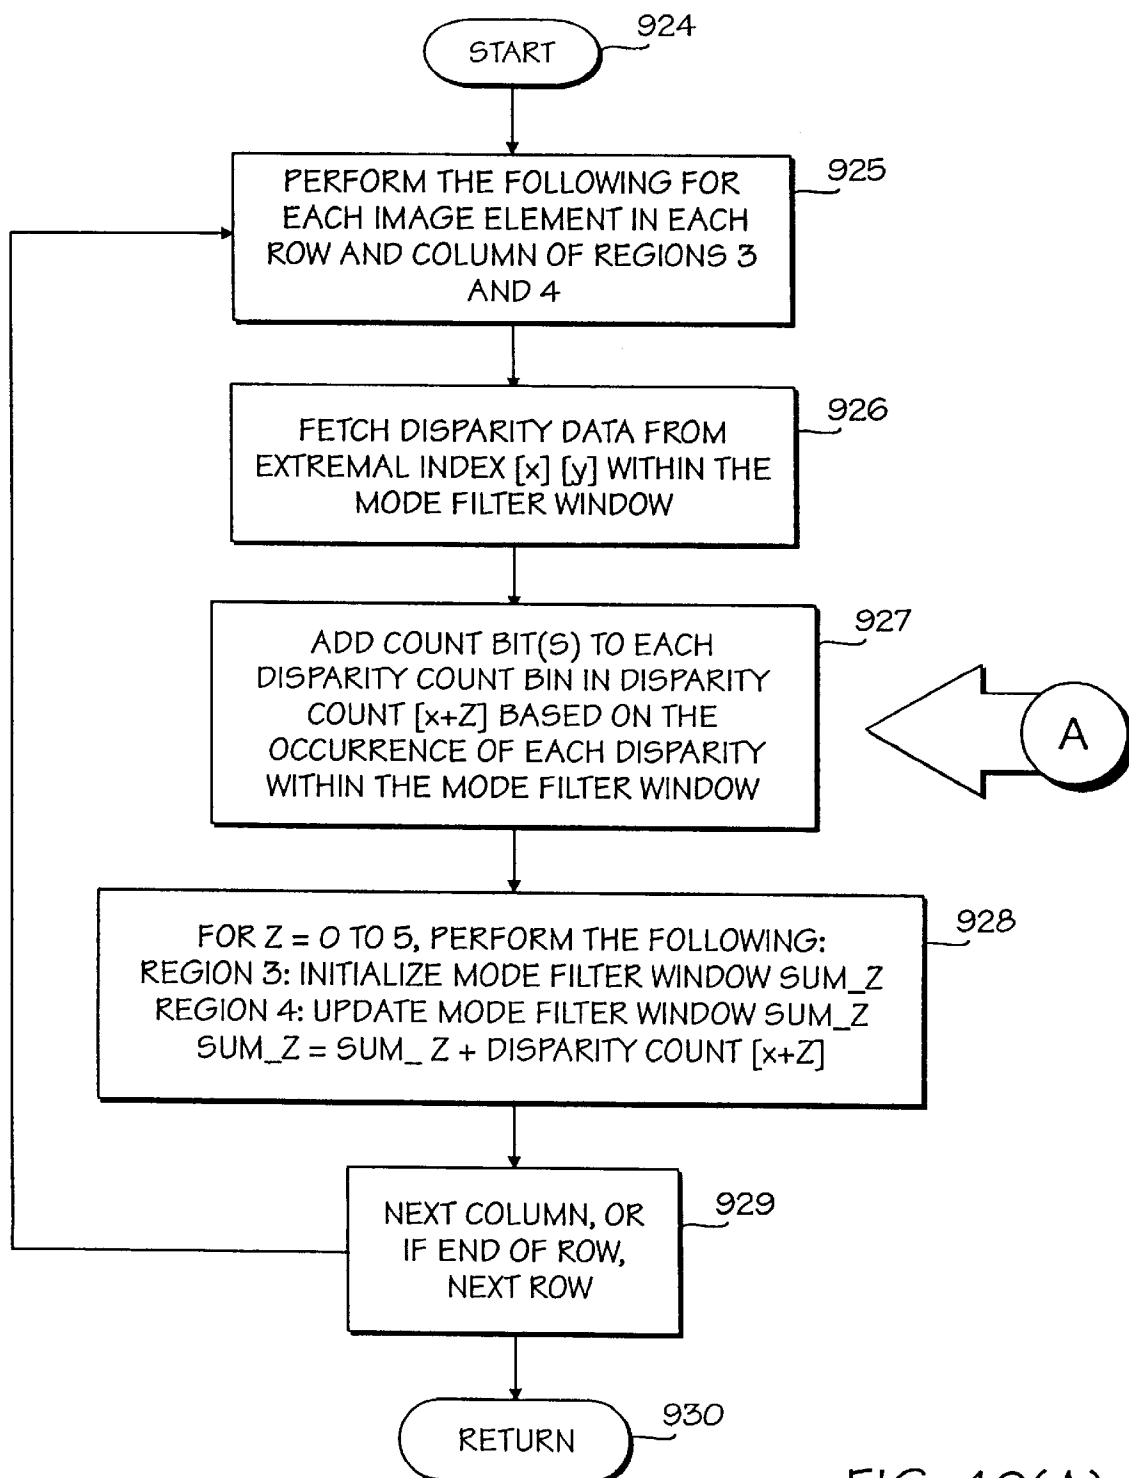 START
924
PERFORM THE FOLLOWING FOR
EACH IMAGE ELEMENT IN EACH
ROW AND COLUMN OF REGIONS 3
AND 4
925
FETCH DISPARITY DATA FROM
EXTREMAL INDEX [x] [y] WITHIN THE
MODE FILTER WINDOW
926
ADD COUNT BIT(S) TO EACH
DISPARITY COUNT BIN IN DISPARITY
COUNT [x+Z] BASED ON THE
OCCURRENCE OF EACH DISPARITY
WITHIN THE MODE FILTER WINDOW
927
A
FOR Z = 0 TO 5, PERFORM THE FOLLOWING:
REGION 3: INITIALIZE MODE FILTER WINDOW SUM_Z
REGION 4: UPDATE MODE FILTER WINDOW SUM_Z
SUM_Z = SUM_ Z + DISPARITY COUNT [x+Z]
928
NEXT COLUMN, OR
IF END OF ROW,
NEXT ROW
929
RETURN
930